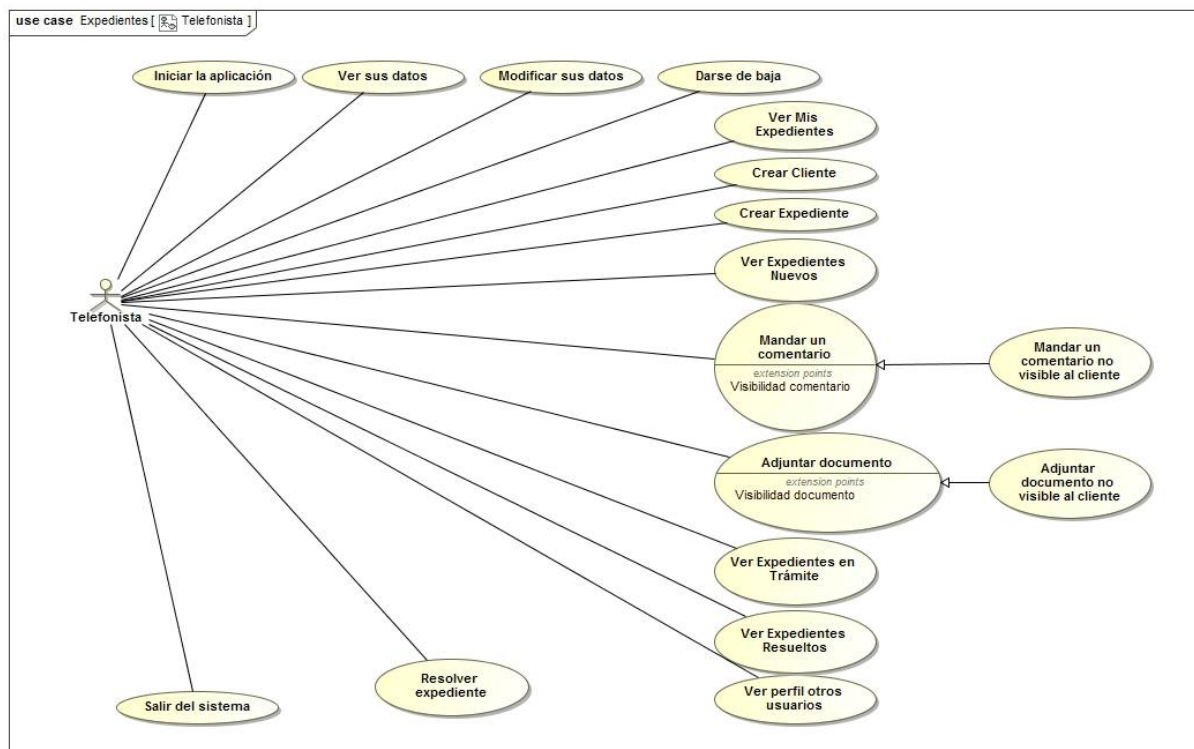 use case Expedientes [ Telefonista ]
Iniciar la aplicación
Ver sus datos
Modificar sus datos
Darse de baja
Ver Mis
Expedientes
Crear Cliente
Crear Expediente
Ver Expedientes
Nuevos
Telefonista
Mandar un
comentario
extension points
Visibilidad comentario
Mandar un
comentario no
visible al cliente
Adjuntar documento
extension points
Visibilidad documento
Adjuntar
documento no
visible al cliente
Ver Expedientes en
Trámite
Ver Expedientes
Resueltos
Resolver
expediente
Ver perfil otros
usuarios
Salir del sistema